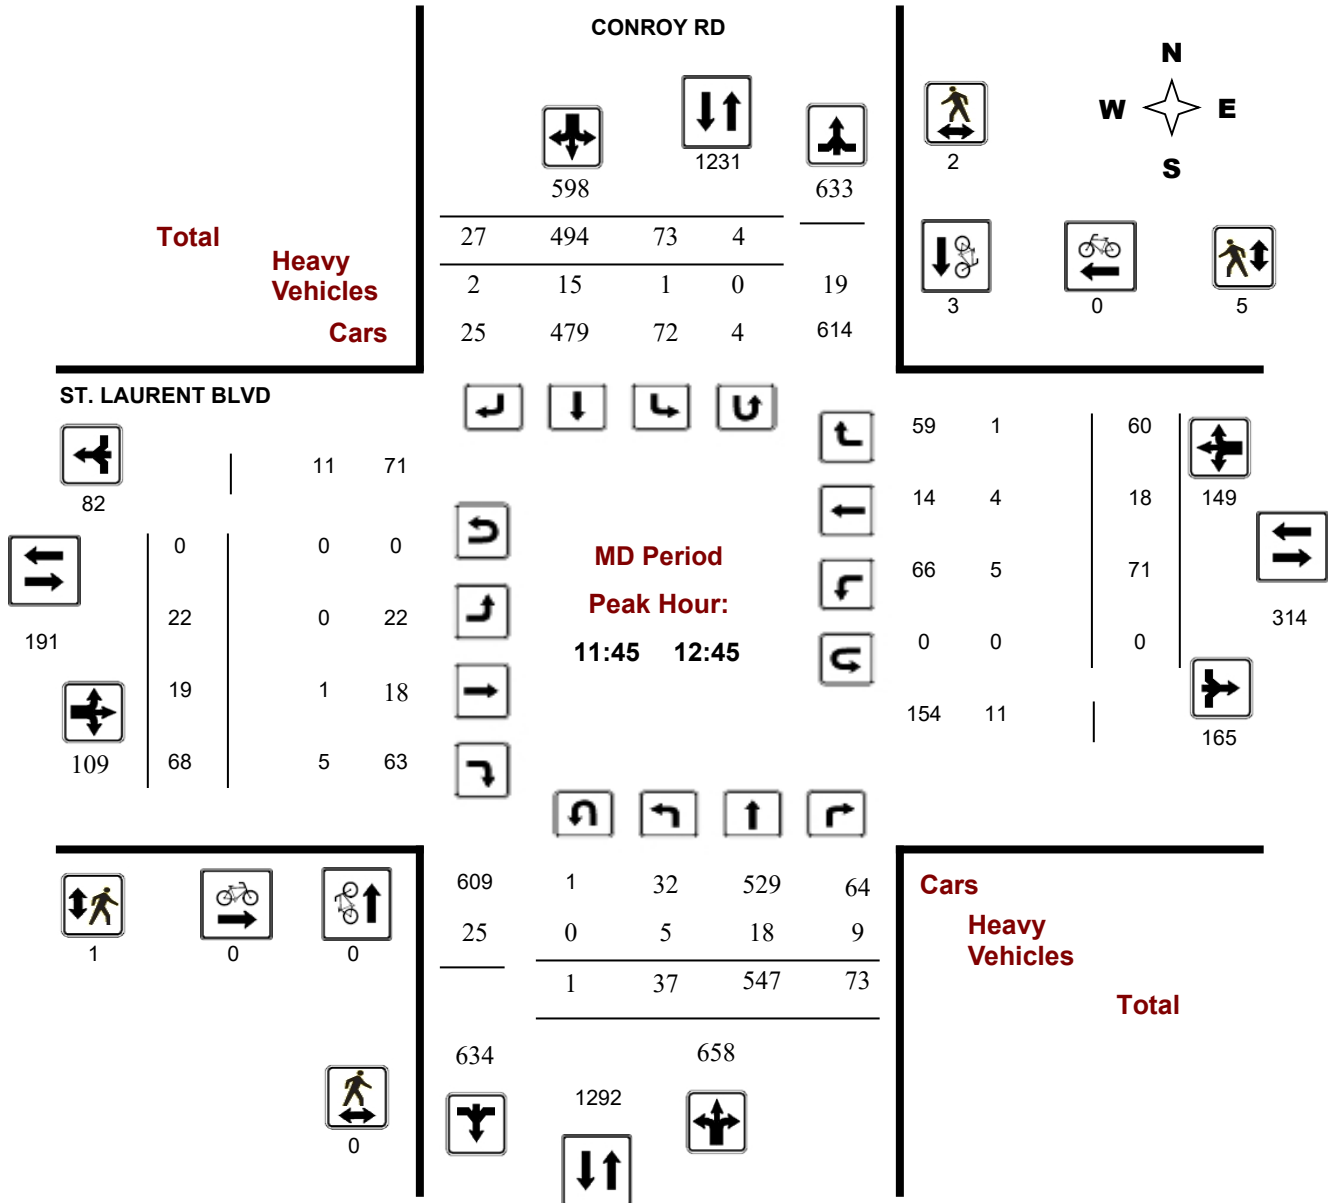 CONROY RD
N
W E
S
1231
2
598
633
Total
27 494 73 4
Heavy
Vehicles
2 15 1 0 19
3 0 5
Cars
25 479 72 4 614
ST. LAURENT BLVD
59 1 60
11 71
82
14 4 18 149
0 0 0
MD Period
66 5 71
Peak Hour:
22 0 22
314
191
11:45 12:45
0 0 0
19 1 18
154 11
165
109 68 5 63
609 1 32 529 64
Cars
25 0 5 18 9
Heavy
Vehicles
1 0 0
1 37 547 73
Total
634 658
1292
0